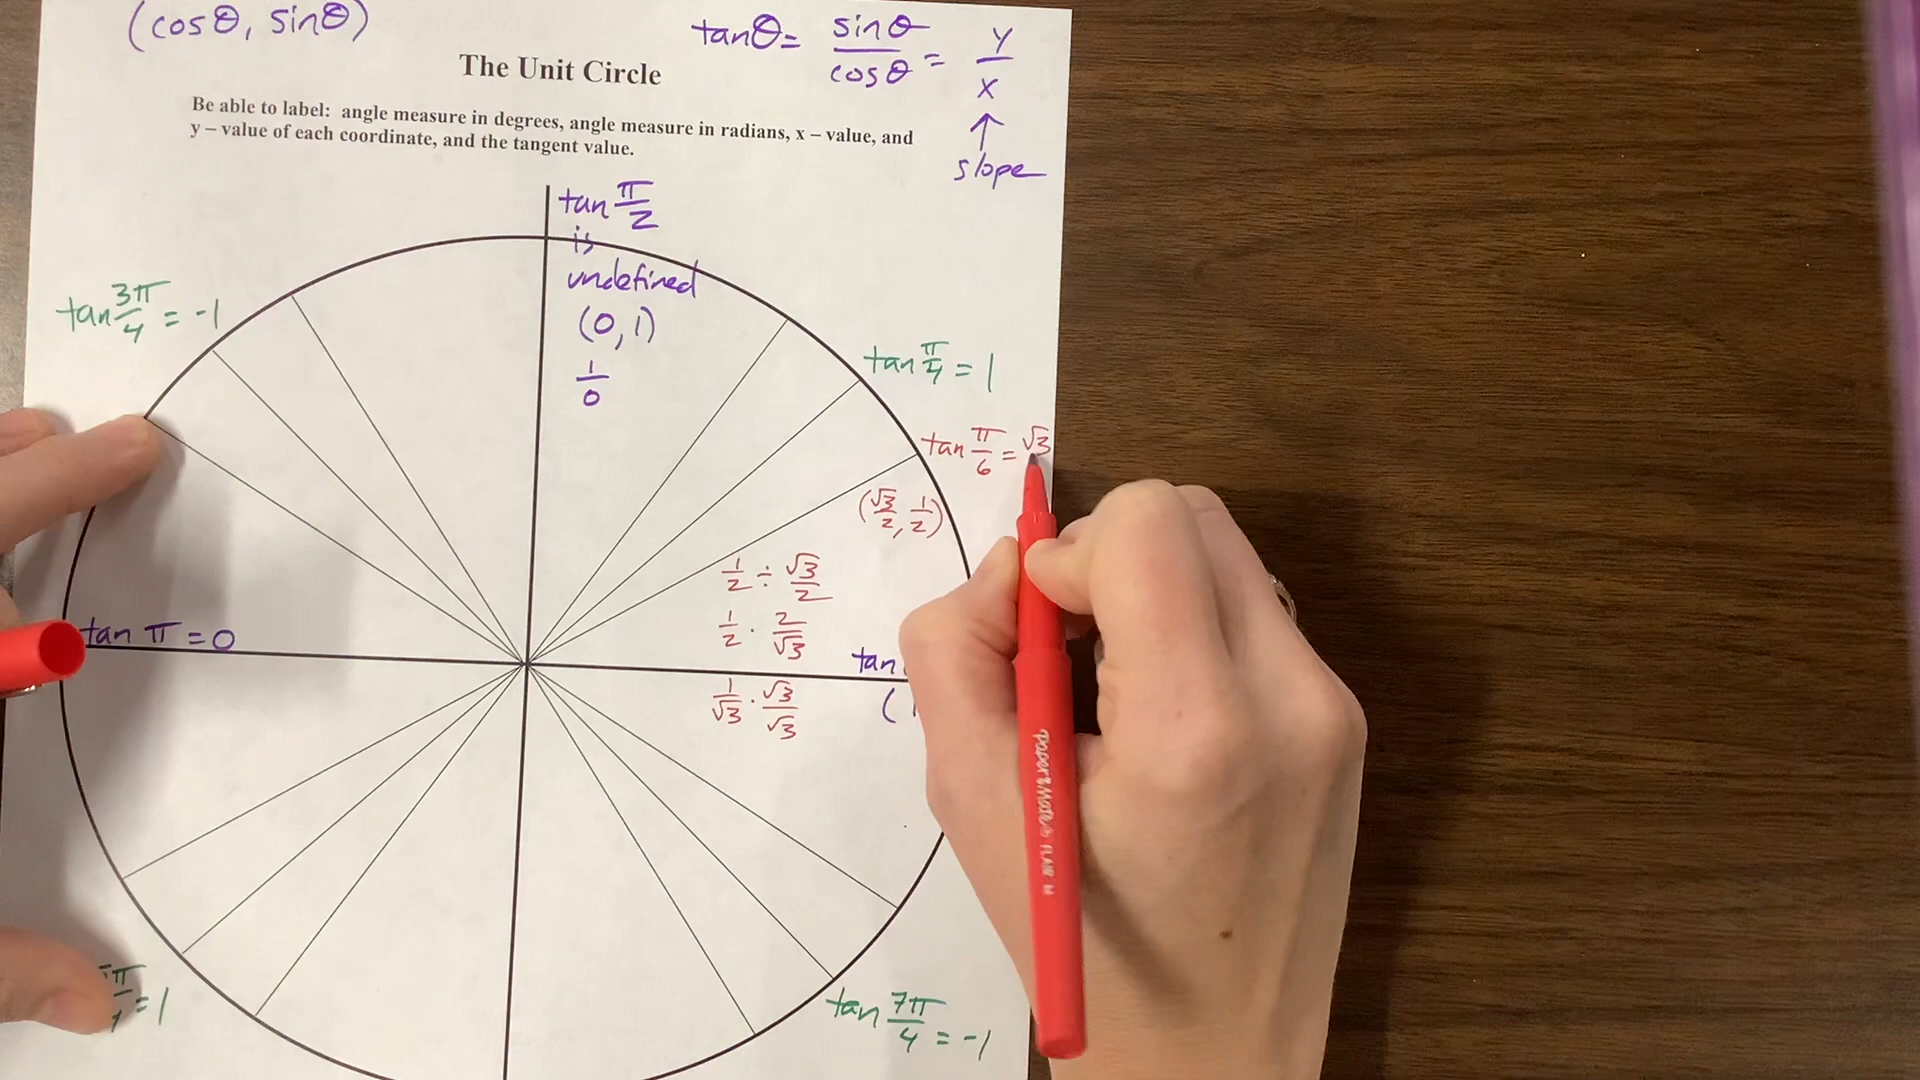 (cosθ, sinθ)
tanθ = sinθ/cosθ = y/x
↑
slope
The Unit Circle
Be able to label: angle measure in degrees, angle measure in radians, x – value, and
y – value of each coordinate, and the tangent value.
tan π/2
is
undefined
(0,1)
1/0
tan 3π/4 = -1
tan π/4 = 1
tan π/6 = √3
(√3/2, 1/2)
1/2 ÷ √3/2
1/2 · 2/√3
1/√3 · √3/√3
tan π = 0
tan
(1
π
= 1
tan 7π/4 = -1
PaperMate FLAIR M